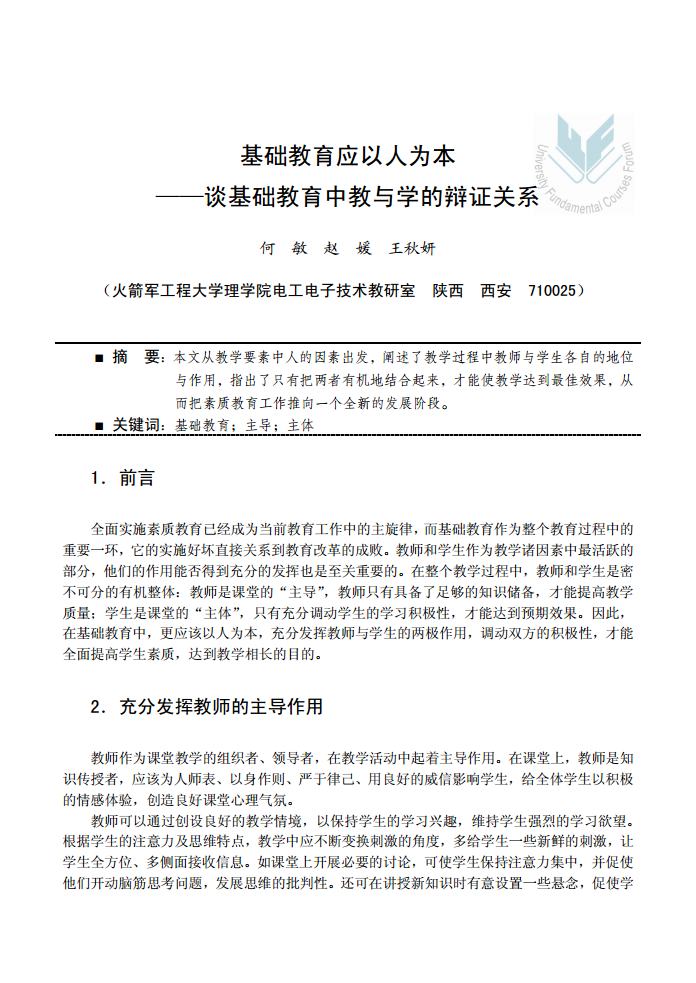 University Fundamental Courses Forum
基础教育应以人为本
——谈基础教育中教与学的辩证关系
何　敏　赵　媛　王秋妍
（火箭军工程大学理学院电工电子技术教研室　陕西　西安　710025）
■ 摘　要：本文从教学要素中人的因素出发，阐述了教学过程中教师与学生各自的地位
与作用，指出了只有把两者有机地结合起来，才能使教学达到最佳效果，从
而把素质教育工作推向一个全新的发展阶段。
■ 关键词：基础教育；主导；主体
1．前言
全面实施素质教育已经成为当前教育工作中的主旋律，而基础教育作为整个教育过程中的
重要一环，它的实施好坏直接关系到教育改革的成败。教师和学生作为教学诸因素中最活跃的
部分，他们的作用能否得到充分的发挥也是至关重要的。在整个教学过程中，教师和学生是密
不可分的有机整体：教师是课堂的“主导”，教师只有具备了足够的知识储备，才能提高教学
质量；学生是课堂的“主体”，只有充分调动学生的学习积极性，才能达到预期效果。因此，
在基础教育中，更应该以人为本，充分发挥教师与学生的两极作用，调动双方的积极性，才能
全面提高学生素质，达到教学相长的目的。
2．充分发挥教师的主导作用
教师作为课堂教学的组织者、领导者，在教学活动中起着主导作用。在课堂上，教师是知
识传授者，应该为人师表、以身作则、严于律己、用良好的威信影响学生，给全体学生以积极
的情感体验，创造良好课堂心理气氛。
教师可以通过创设良好的教学情境，以保持学生的学习兴趣，维持学生强烈的学习欲望。
根据学生的注意力及思维特点，教学中应不断变换刺激的角度，多给学生一些新鲜的刺激，让
学生全方位、多侧面接收信息。如课堂上开展必要的讨论，可使学生保持注意力集中，并促使
他们开动脑筋思考问题，发展思维的批判性。还可在讲授新知识时有意设置一些悬念，促使学